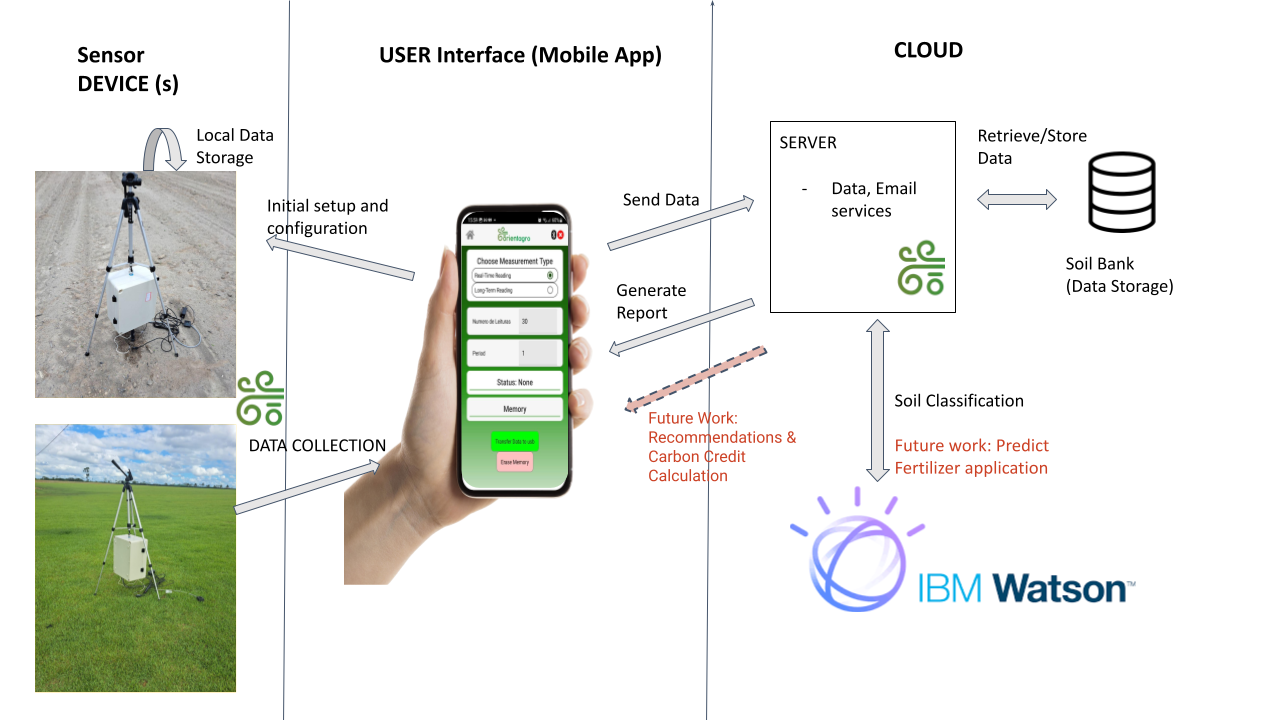 Sensor
DEVICE (s)
USER Interface (Mobile App)
CLOUD
Local Data
Storage
Initial setup and
configuration
DATA COLLECTION
orientagro
Choose Measurement Type
Real-Time Reading
Long-Term Reading
Numero de Leituras 30
Period 1
Status: None
Memory
Transfer Data to usb
Erase Memory
Send Data
Generate
Report
Future Work:
Recommendations &
Carbon Credit
Calculation
SERVER
- Data, Email
services
Retrieve/Store
Data
Soil Bank
(Data Storage)
Soil Classification
Future work: Predict
Fertilizer application
IBM Watson™